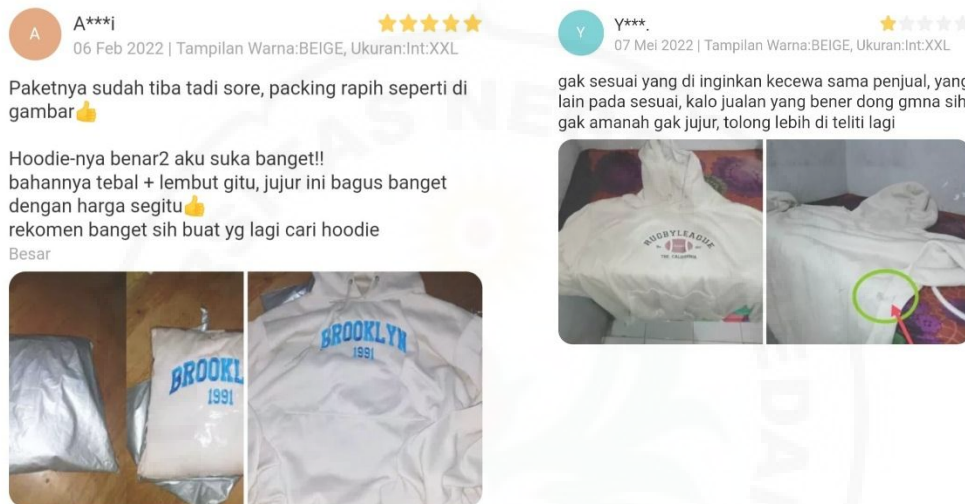 A
A***i
06 Feb 2022 | Tampilan Warna:BEIGE, Ukuran:Int:XXL
Paketnya sudah tiba tadi sore, packing rapih seperti di
gambar👍
Hoodie-nya benar2 aku suka banget!!
bahannya tebal + lembut gitu, jujur ini bagus banget
dengan harga segitu👍
rekomen banget sih buat yg lagi cari hoodie
Besar
BROOKL
1991
BROOKLYN
1991
Y
Y***.
07 Mei 2022 | Tampilan Warna:BEIGE, Ukuran:Int:XXL
gak sesuai yang di inginkan kecewa sama penjual, yang
lain pada sesuai, kalo jualan yang bener dong gmna sih
gak amanah gak jujur, tolong lebih di teliti lagi
RUGBYLEAGUE
THE CALIFORNIA